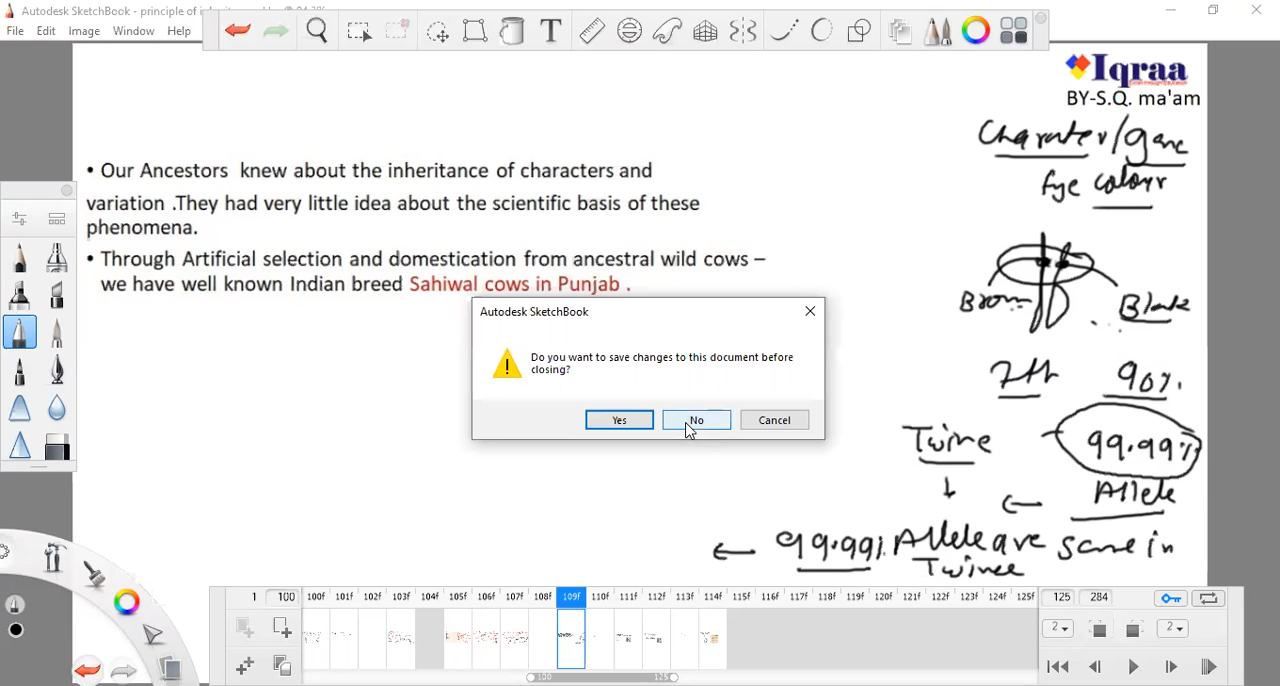 Autodesk SketchBook - principle of
File Edit Image Window Help
Iqraa
BY-S.Q. ma'am
• Our Ancestors knew about the inheritance of characters and
variation .They had very little idea about the scientific basis of these
phenomena.
• Through Artificial selection and domestication from ancestral wild cows –
we have well known Indian breed Sahiwal cows in Punjab .
Character/gene
Eye colour
Brown Black
7th 90%.
Twine 99.99%
Allele
99.99%. Allele are same in
Twinee
Autodesk SketchBook
Do you want to save changes to this document before
closing?
Yes No Cancel
1 100 100f 101f 102f 103f 104f 105f 106f 107f 108f 109f 110f 111f 112f 113f 114f 115f 116f 117f 118f 119f 120f 121f 122f 123f 124f 125f 125 284
2 2
100 125